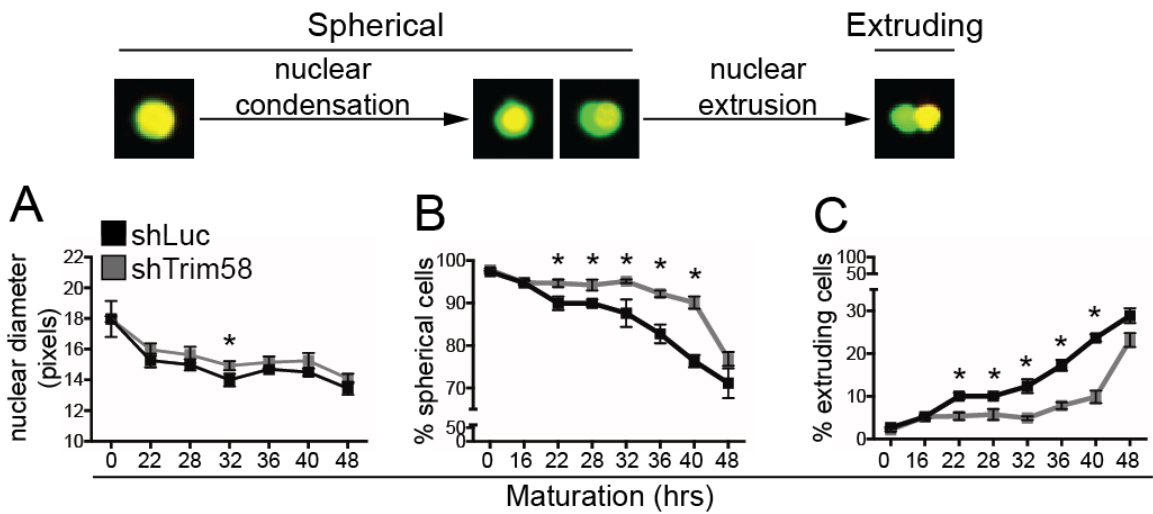 Spherical
Extruding
nuclear
condensation
nuclear
extrusion
A
shLuc
shTrim58
nuclear diameter
(pixels)
22
20
18
16
14
12
10
*
0 22 28 32 36 40 48
B
% spherical cells
100
90
80
70
50
0
* * * * *
0 16 22 28 32 36 40 48
C
% extruding cells
100
50
30
20
10
0
* * * * *
0 16 22 28 32 36 40 48
Maturation (hrs)